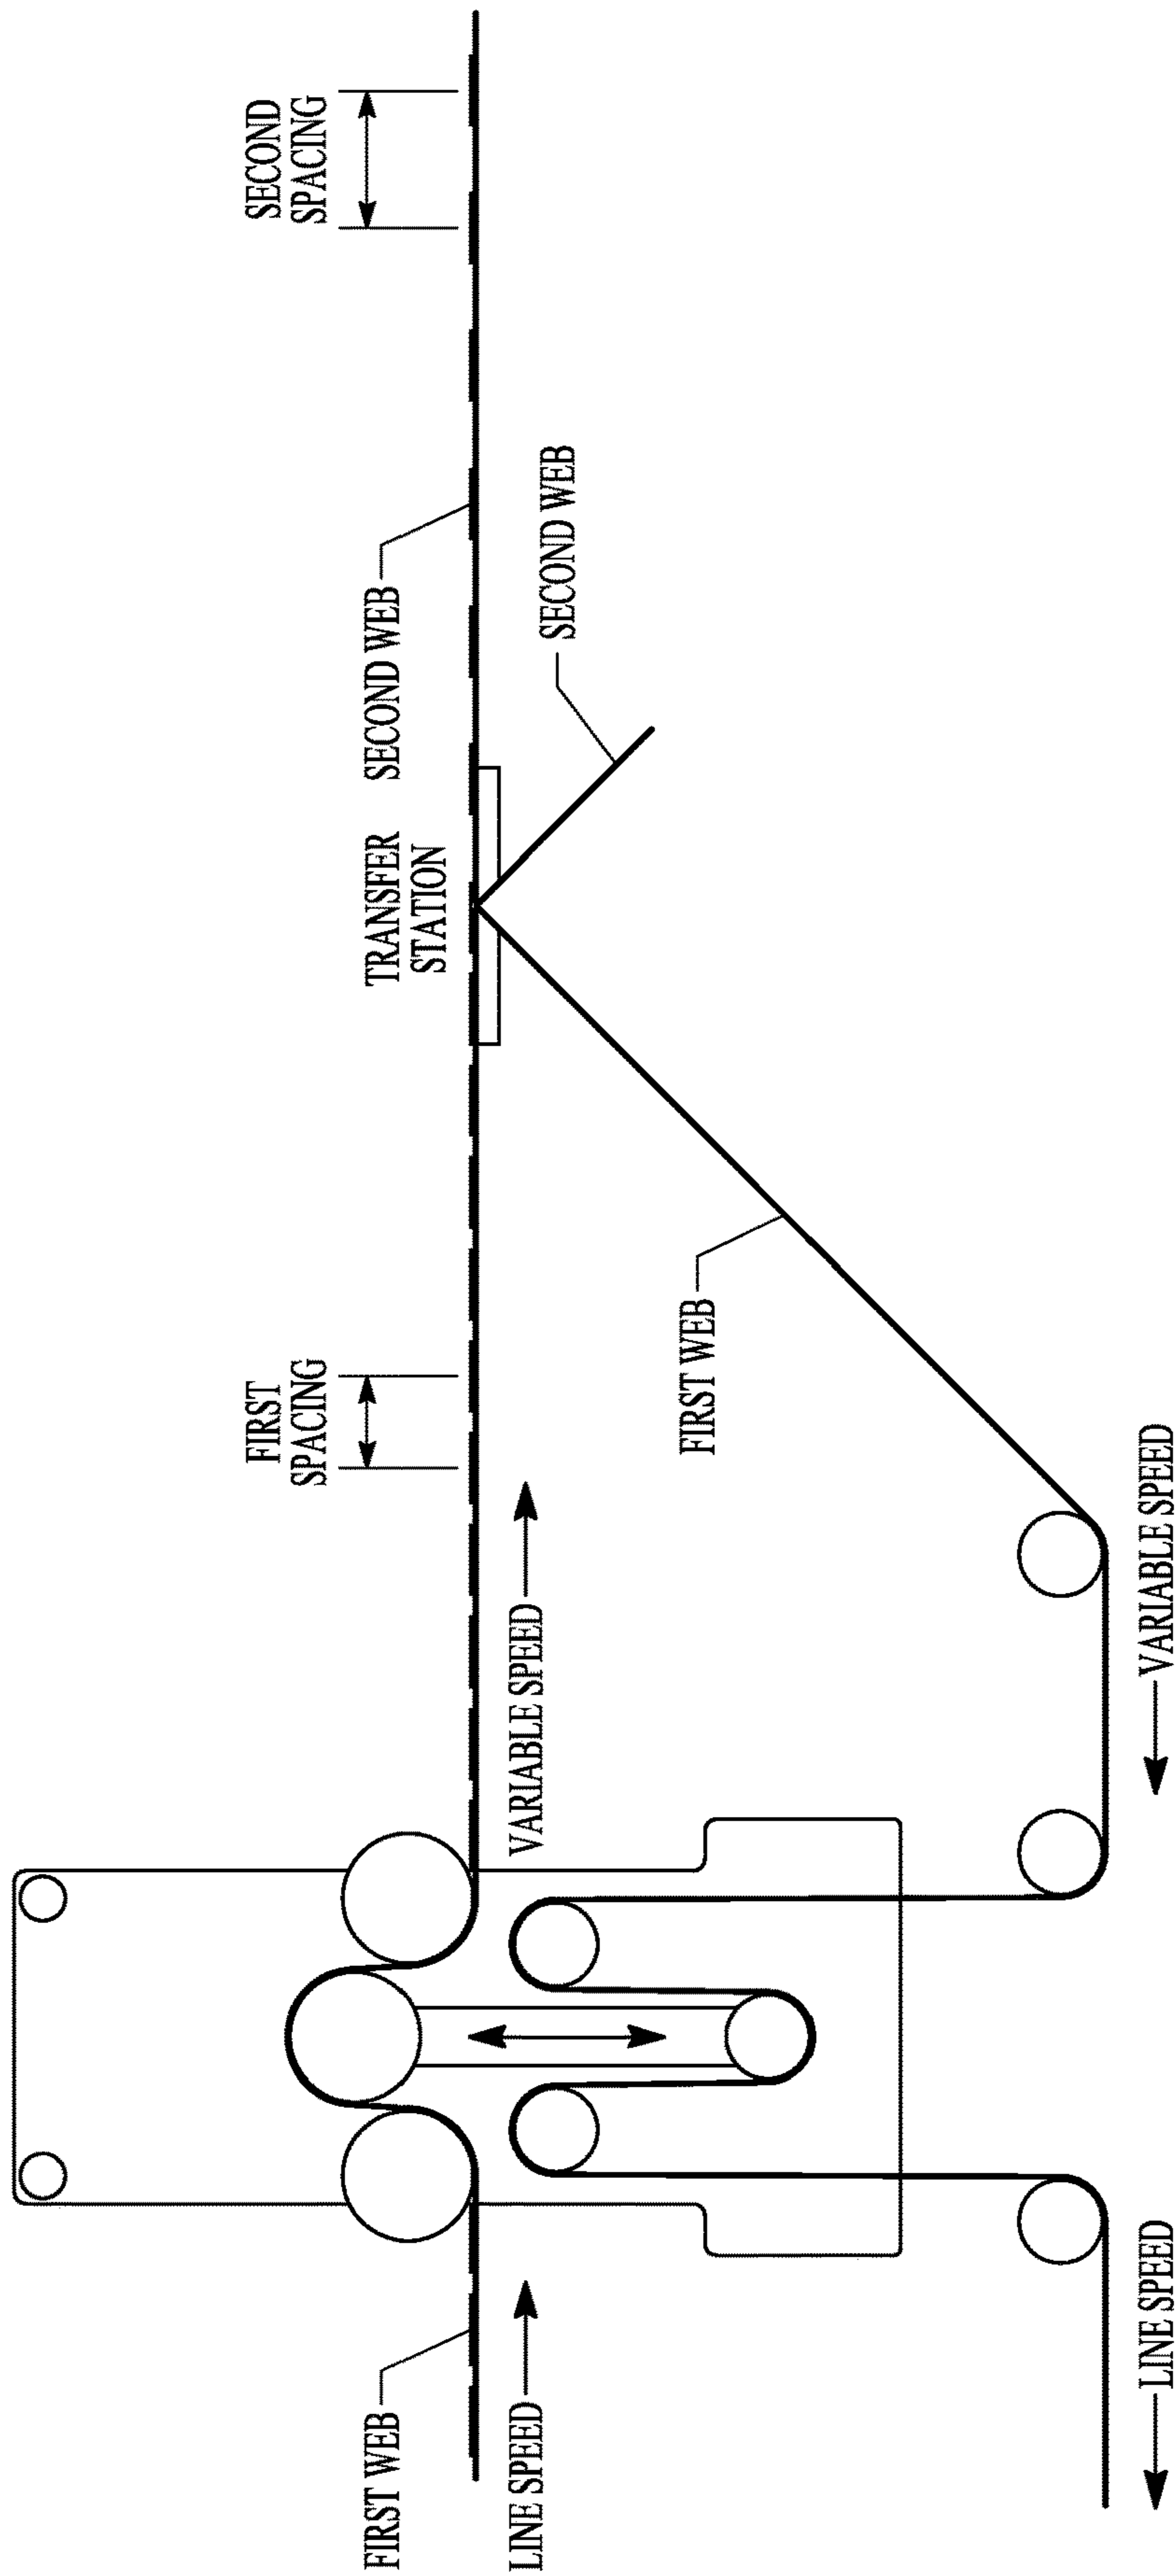 SECOND
SPACING
SECOND WEB
SECOND WEB
TRANSFER
STATION
FIRST
SPACING
FIRST WEB
VARIABLE SPEED
VARIABLE SPEED
FIRST WEB
LINE SPEED
LINE SPEED